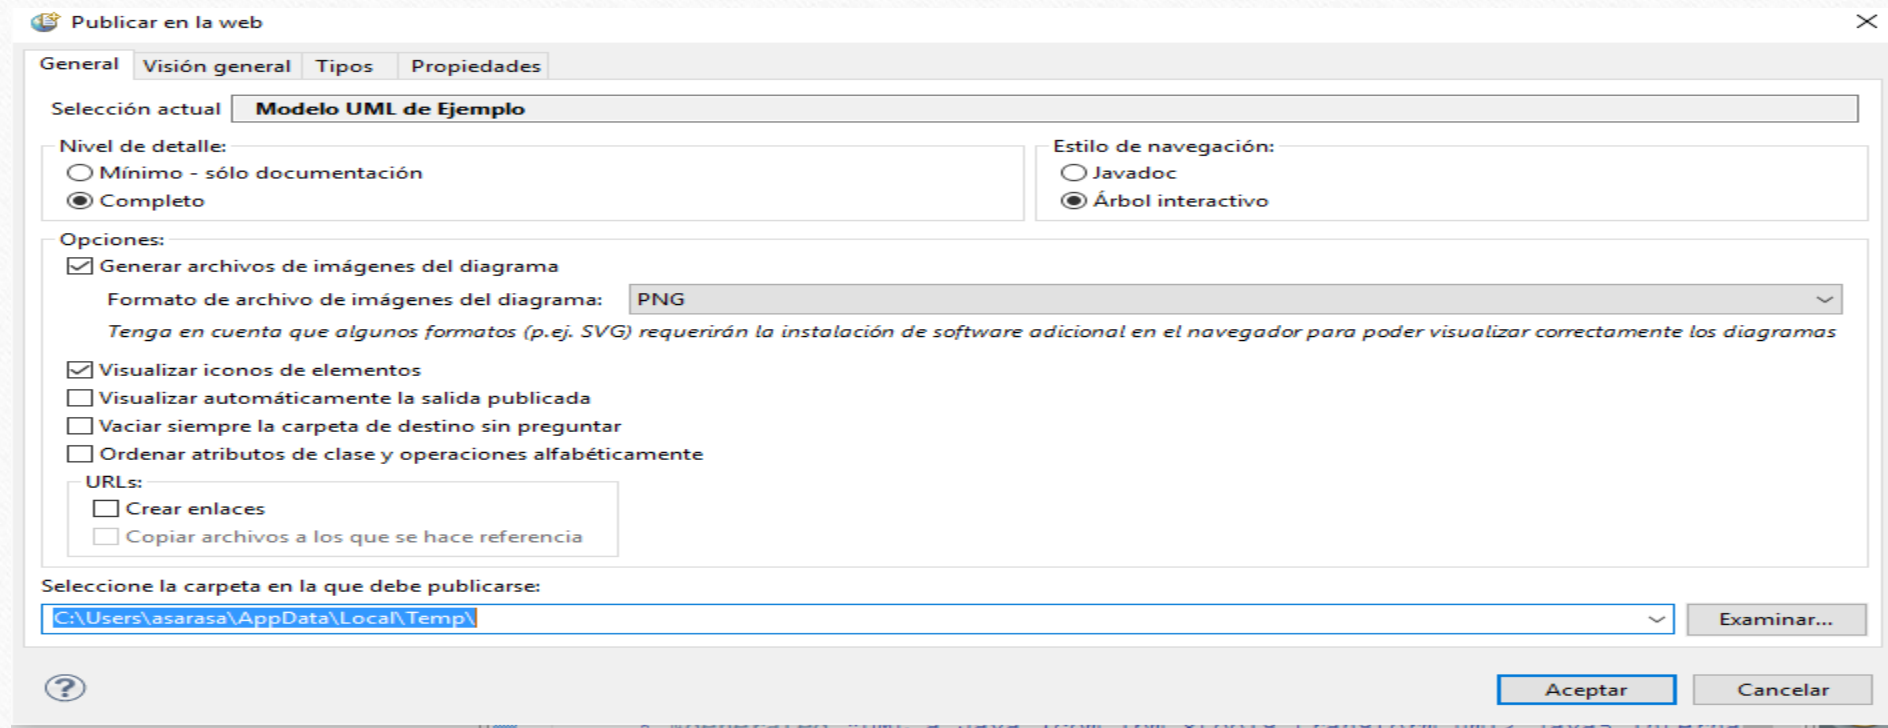 Publicar en la web
General Visión general Tipos Propiedades
Selección actual Modelo UML de Ejemplo
Nivel de detalle:
Mínimo - sólo documentación
Completo
Estilo de navegación:
Javadoc
Árbol interactivo
Opciones:
Generar archivos de imágenes del diagrama
Formato de archivo de imágenes del diagrama: PNG
Tenga en cuenta que algunos formatos (p.ej. SVG) requerirán la instalación de software adicional en el navegador para poder visualizar correctamente los diagramas
Visualizar iconos de elementos
Visualizar automáticamente la salida publicada
Vaciar siempre la carpeta de destino sin preguntar
Ordenar atributos de clase y operaciones alfabéticamente
URLs:
Crear enlaces
Copiar archivos a los que se hace referencia
Seleccione la carpeta en la que debe publicarse:
C:\Users\asarasa\AppData\Local\Temp\
Examinar...
?
Aceptar Cancelar